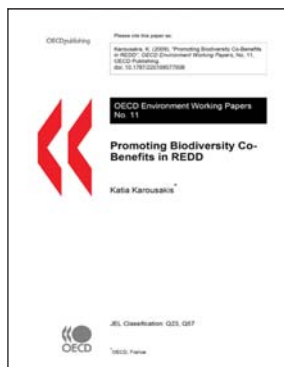 OECDpublishing
Please cite this paper as:
Karousakis, K. (2009), "Promoting Biodiversity Co-Benefits
in REDD", OECD Environment Working Papers, No. 11,
OECD Publishing.
OECD Environment Working Papers
No. 11
Promoting Biodiversity Co-
Benefits in REDD
Katia Karousakis*
JEL Classification: Q23, Q57
OECD
*OECD, France